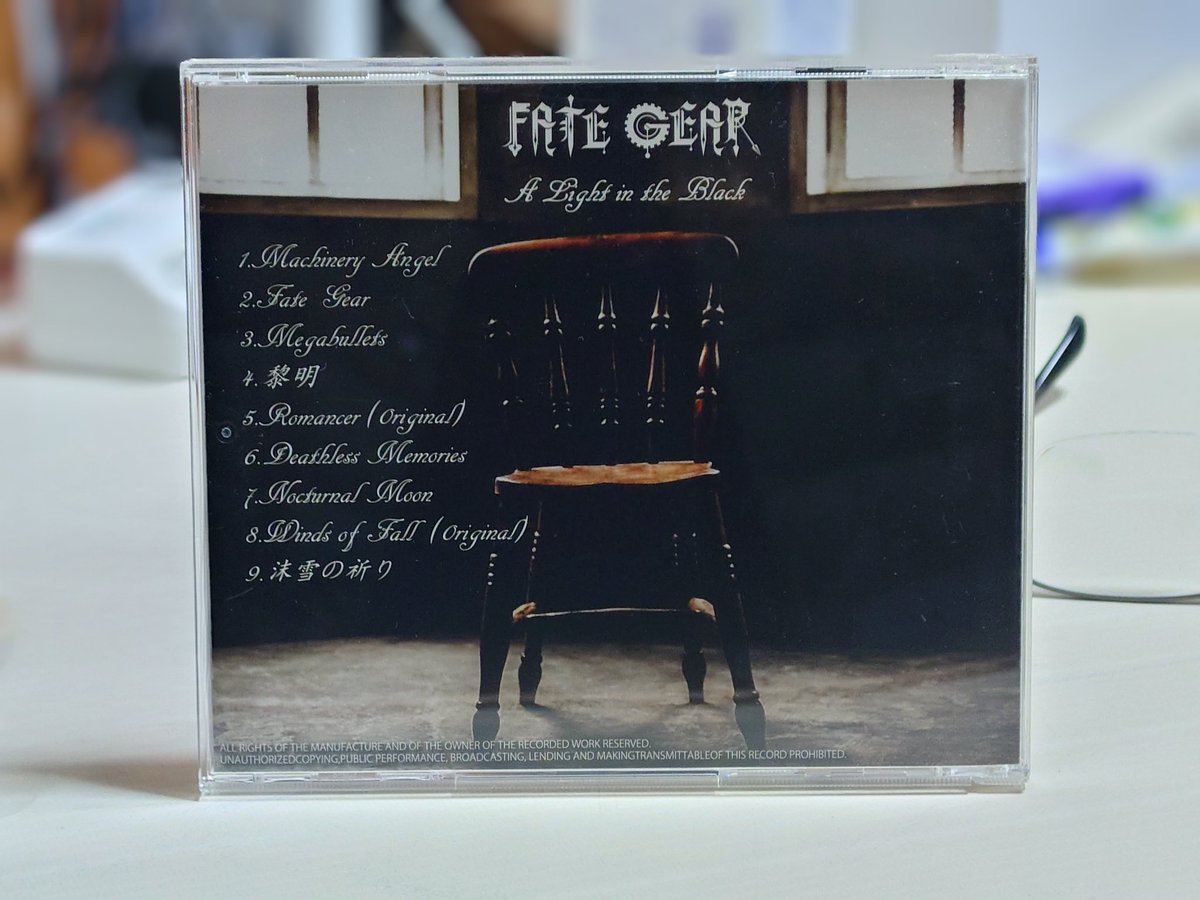 FATE GEAR
A Light in the Black
1.Machinery Angel
2.Fate Gear
3.Megabullets
4.黎明
5.Romancer (Original)
6.Deathless Memories
7.Nocturnal Moon
8.Winds of Fall (Original)
9.沫雪の祈り
ALL RIGHTS OF THE MANUFACTURE AND OF THE OWNER OF THE RECORDED WORK RESERVED.
UNAUTHORIZEDCOPYING,PUBLIC PERFORMANCE, BROADCASTING, LENDING AND MAKINGTRANSMITTABLEOF THIS RECORD PROHIBITED.